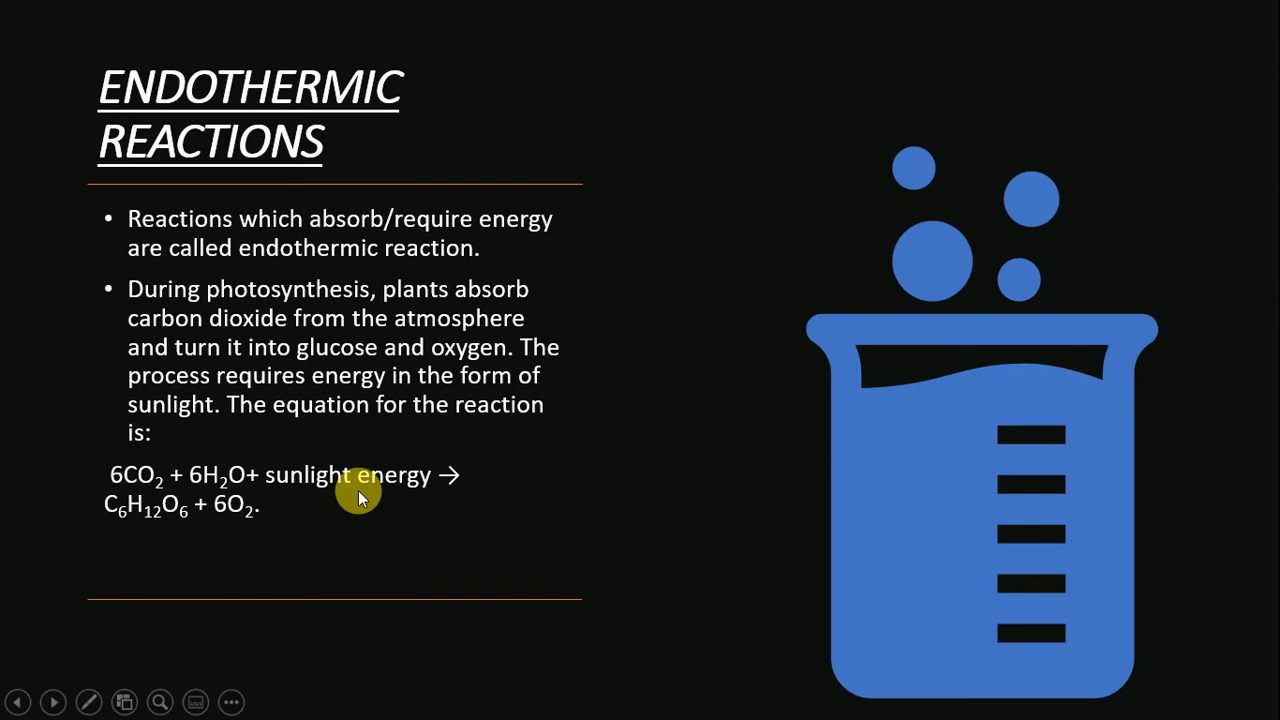 ENDOTHERMIC
REACTIONS
• Reactions which absorb/require energy
are called endothermic reaction.
• During photosynthesis, plants absorb
carbon dioxide from the atmosphere
and turn it into glucose and oxygen. The
process requires energy in the form of
sunlight. The equation for the reaction
is:
6CO₂ + 6H₂O+ sunlight energy →
C₆H₁₂O₆ + 6O₂.